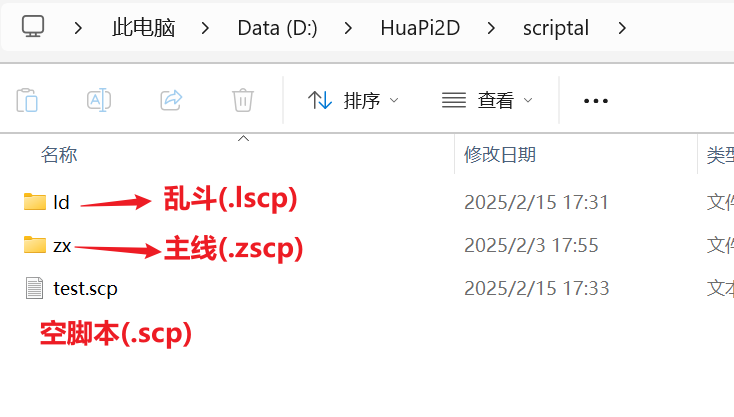 此电脑 Data (D:) HuaPi2D scriptal
排序 查看
名称 修改日期 类型
ld 乱斗(.lscp) 2025/2/15 17:31 文件
zx 主线(.zscp) 2025/2/3 17:55 文件
test.scp 2025/2/15 17:33 文本
空脚本(.scp)